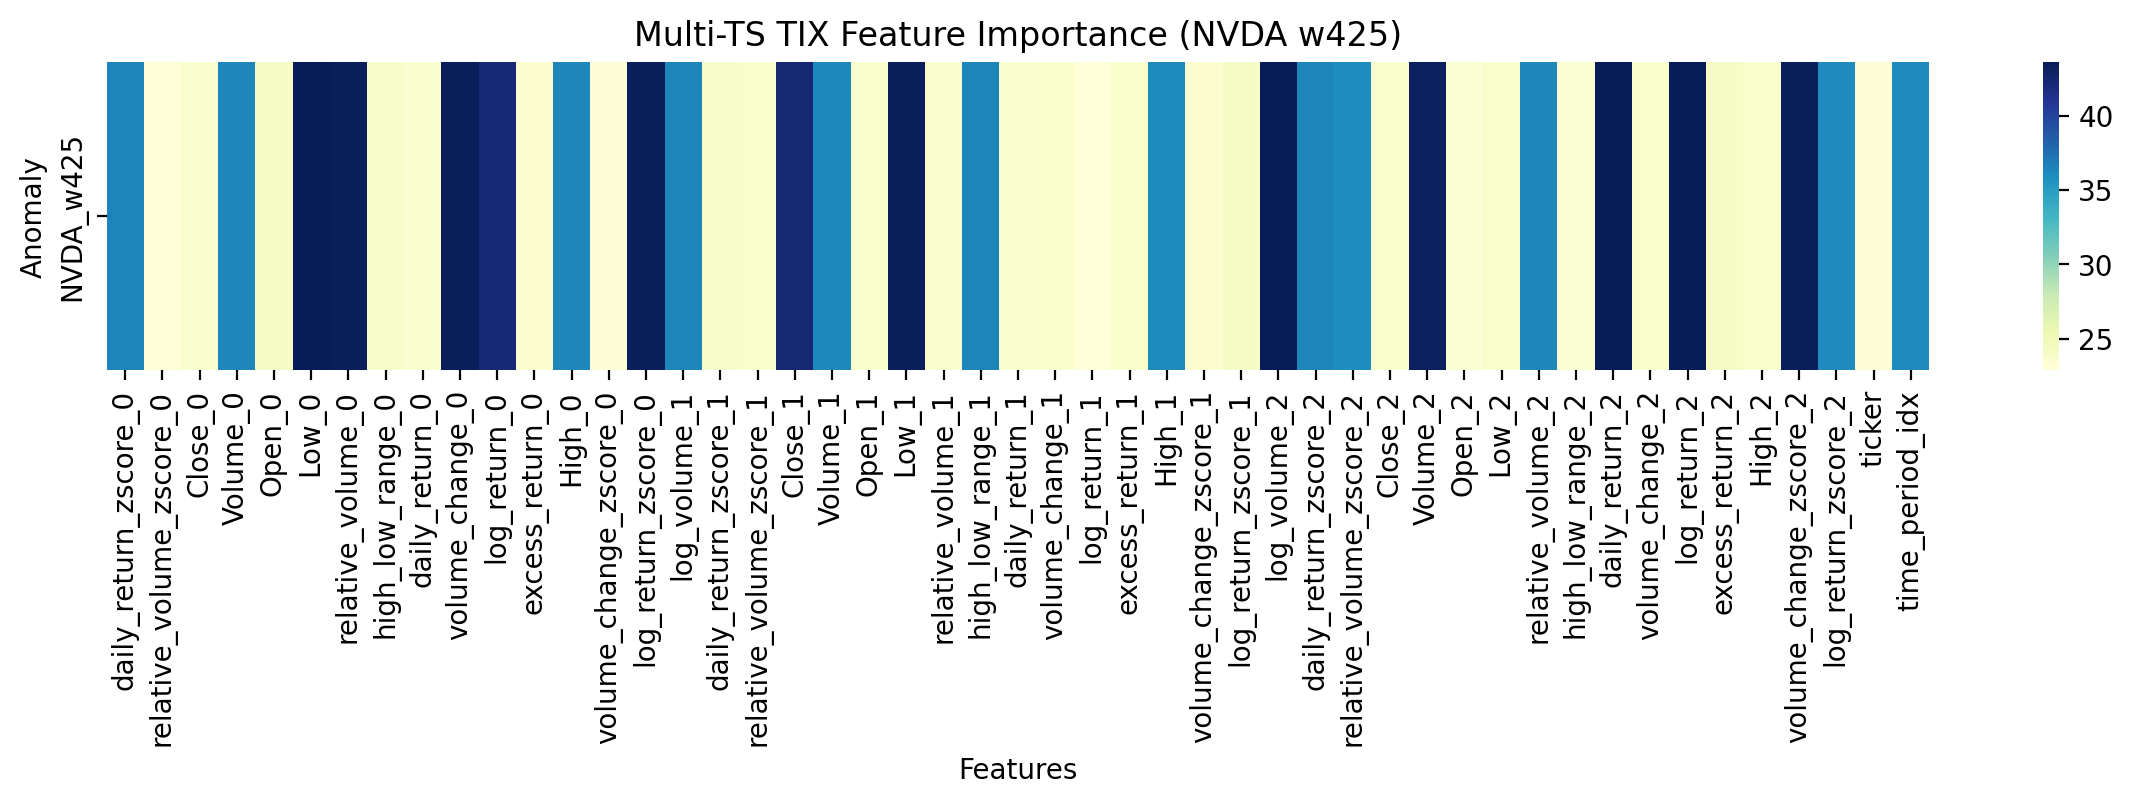 Multi-TS TIX Feature Importance (NVDA w425)
Anomaly
NVDA_w425
40
35
30
25
daily_return_zscore_0
relative_volume_zscore_0
Close_0
Volume_0
Open_0
Low_0
relative_volume_0
high_low_range_0
daily_return_0
volume_change_0
log_return_0
excess_return_0
High_0
volume_change_zscore_0
log_return_zscore_0
log_volume_1
daily_return_zscore_1
relative_volume_zscore_1
Close_1
Volume_1
Open_1
Low_1
relative_volume_1
high_low_range_1
daily_return_1
volume_change_1
log_return_1
excess_return_1
High_1
volume_change_zscore_1
log_return_zscore_1
log_volume_2
daily_return_zscore_2
relative_volume_zscore_2
Close_2
Volume_2
Open_2
Low_2
relative_volume_2
high_low_range_2
daily_return_2
volume_change_2
log_return_2
excess_return_2
High_2
volume_change_zscore_2
log_return_zscore_2
ticker
time_period_idx
Features